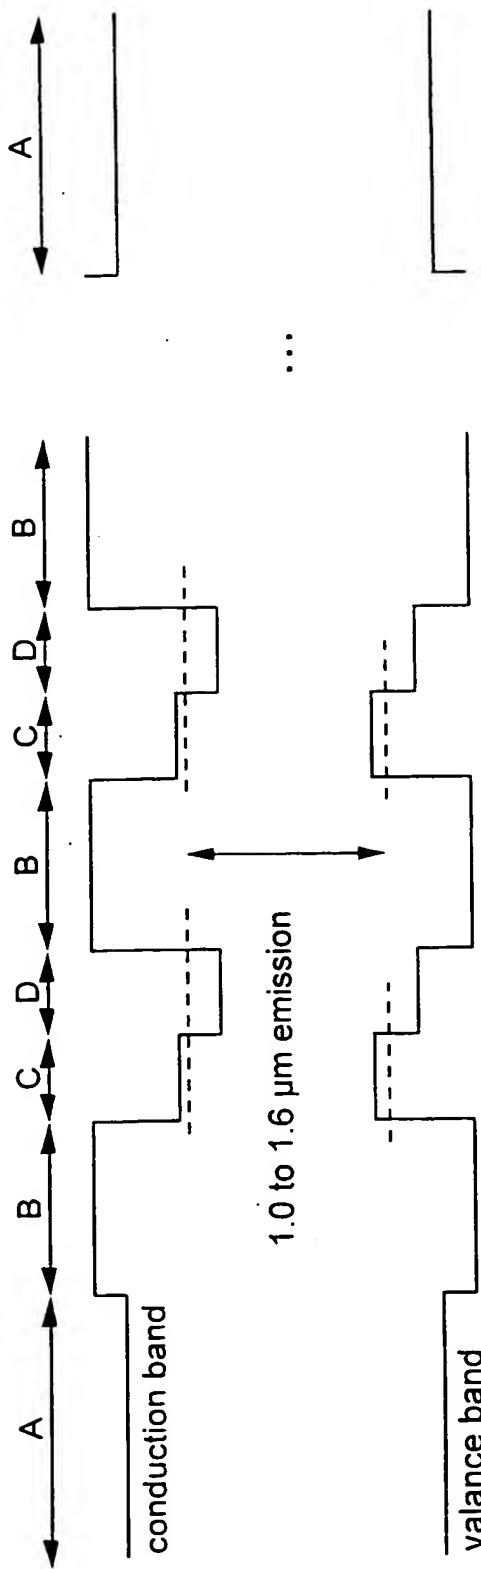 A B C D B C D B A
conduction band
1.0 to 1.6 μm emission
...
valance band